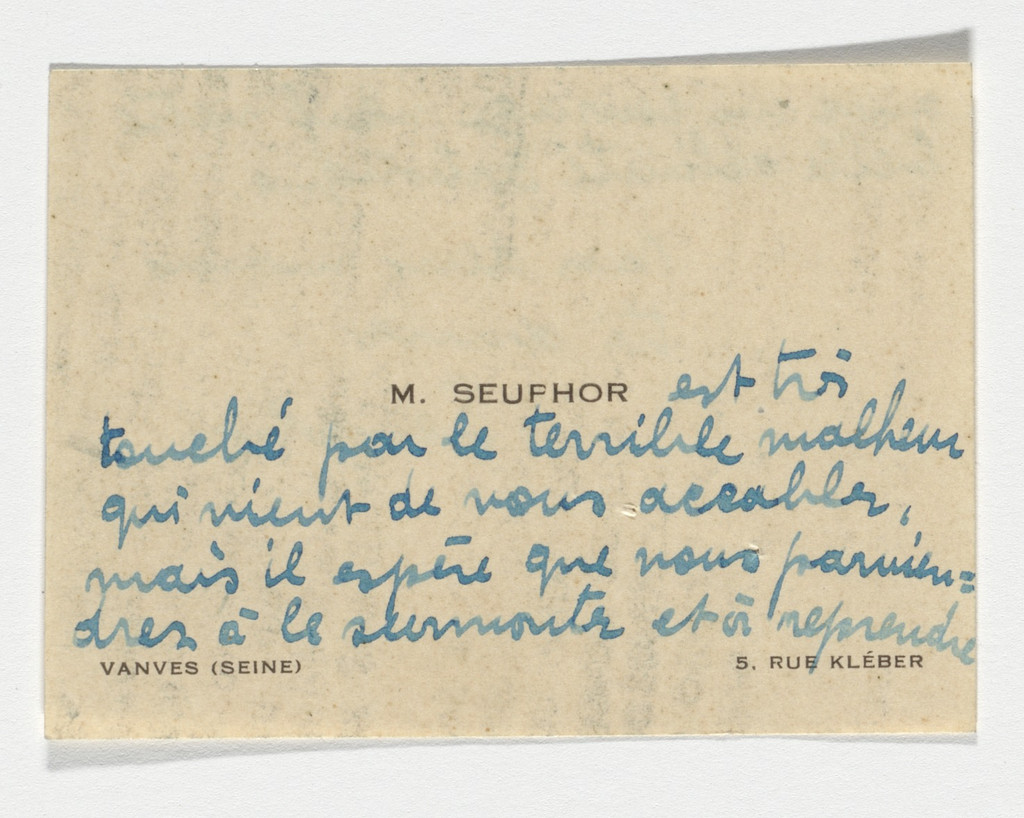 M. SEUPHOR est très
touché par le terrible malheur
qui vient de vous accabler,
mais il espère que vous parvien=
drez à le surmonter et à reprendre
VANVES (SEINE) 5, RUE KLÉBER